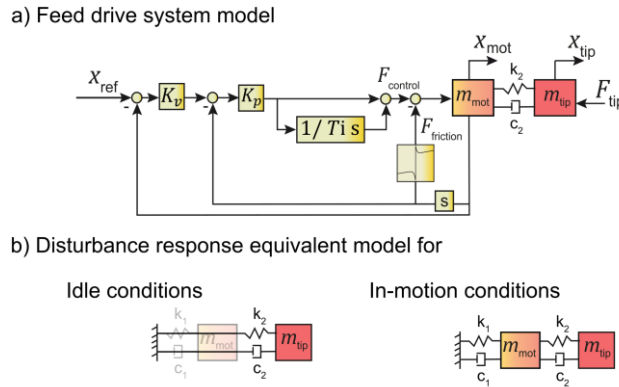 a) Feed drive system model
X_mot X_tip
X_ref K_v K_p F_control k_2
- - - m_mot m_tip F_tip
1/ Ti s F_friction c_2
s
b) Disturbance response equivalent model for
Idle conditions In-motion conditions
k_1 k_2 k_1 k_2
m_mot m_tip m_mot m_tip
c_1 c_2 c_1 c_2